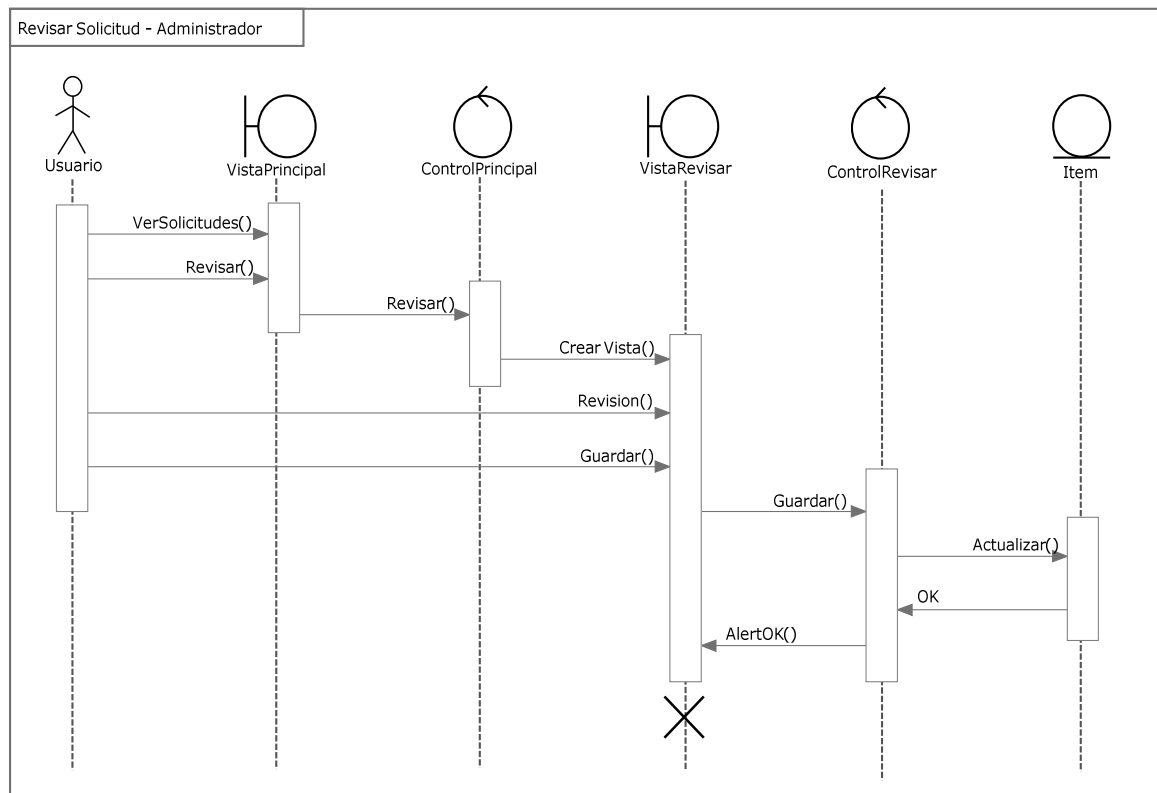 Revisar Solicitud - Administrador
Usuario
VistaPrincipal
ControlPrincipal
VistaRevisar
ControlRevisar
Item
VerSolicitudes()
Revisar()
Revisar()
Crear Vista()
Revision()
Guardar()
Guardar()
Actualizar()
OK
AlertOK()